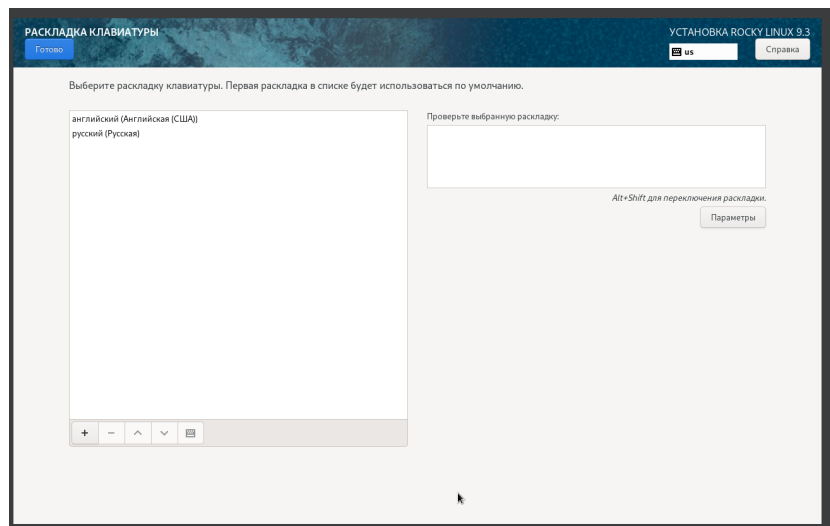 РАСКЛАДКА КЛАВИАТУРЫ
УСТАНОВКА ROCKY LINUX 9.3
Готово
us
Справка
Выберите раскладку клавиатуры. Первая раскладка в списке будет использоваться по умолчанию.
английский (Английская (США))
русский (Русская)
Проверьте выбранную раскладку:
Alt+Shift для переключения раскладки.
Параметры